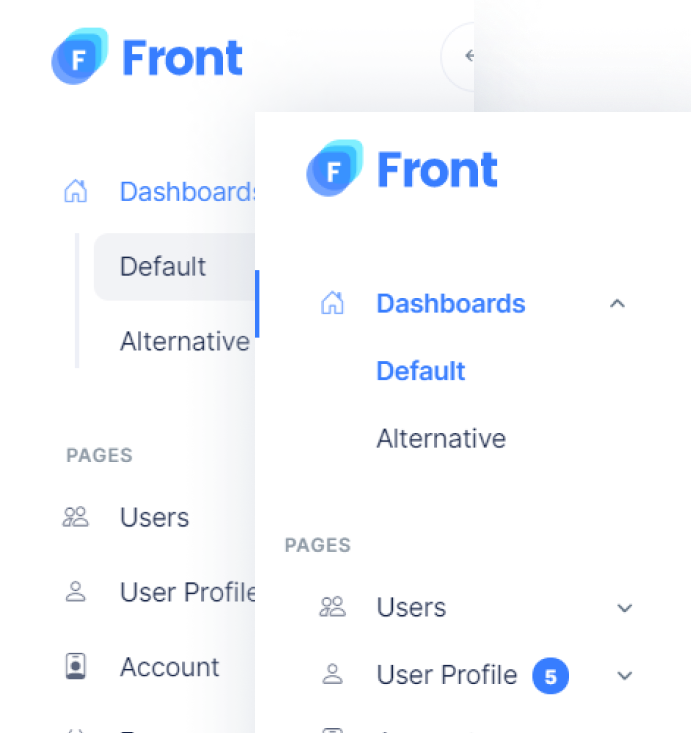 F Front
Dashboards
Default
Alternative
PAGES
Users
User Profile
Account
F Front
Dashboards
Default
Alternative
PAGES
Users
User Profile 5